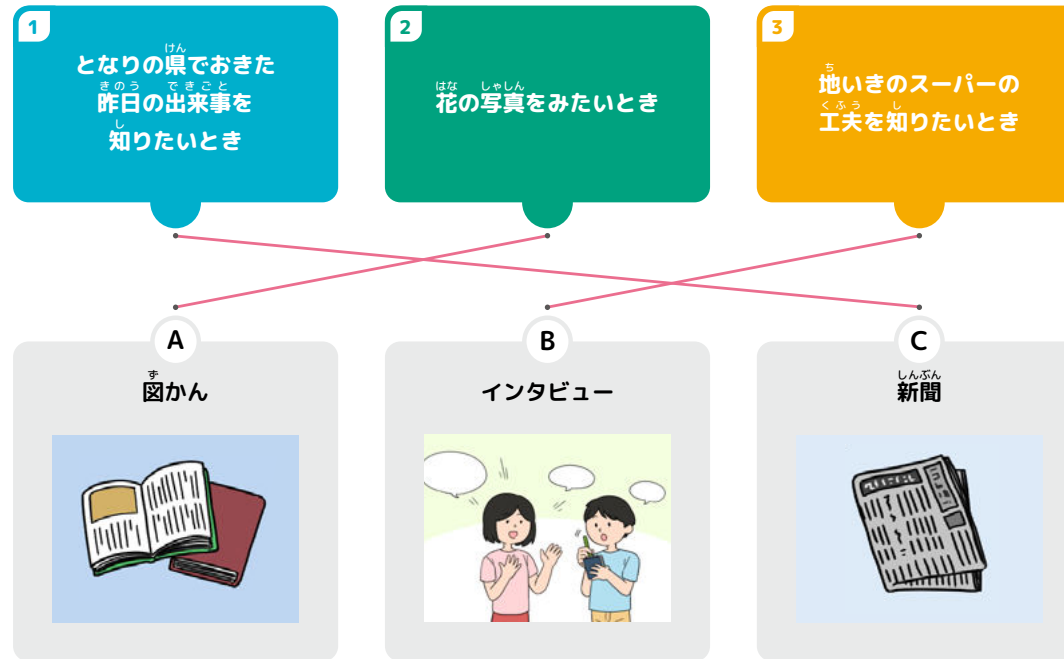 1
となりの県でおきた
昨日の出来事を
知りたいとき
2
花の写真をみたいとき
3
地いきのスーパーの
工夫を知りたいとき
A
図かん
B
インタビュー
C
新聞